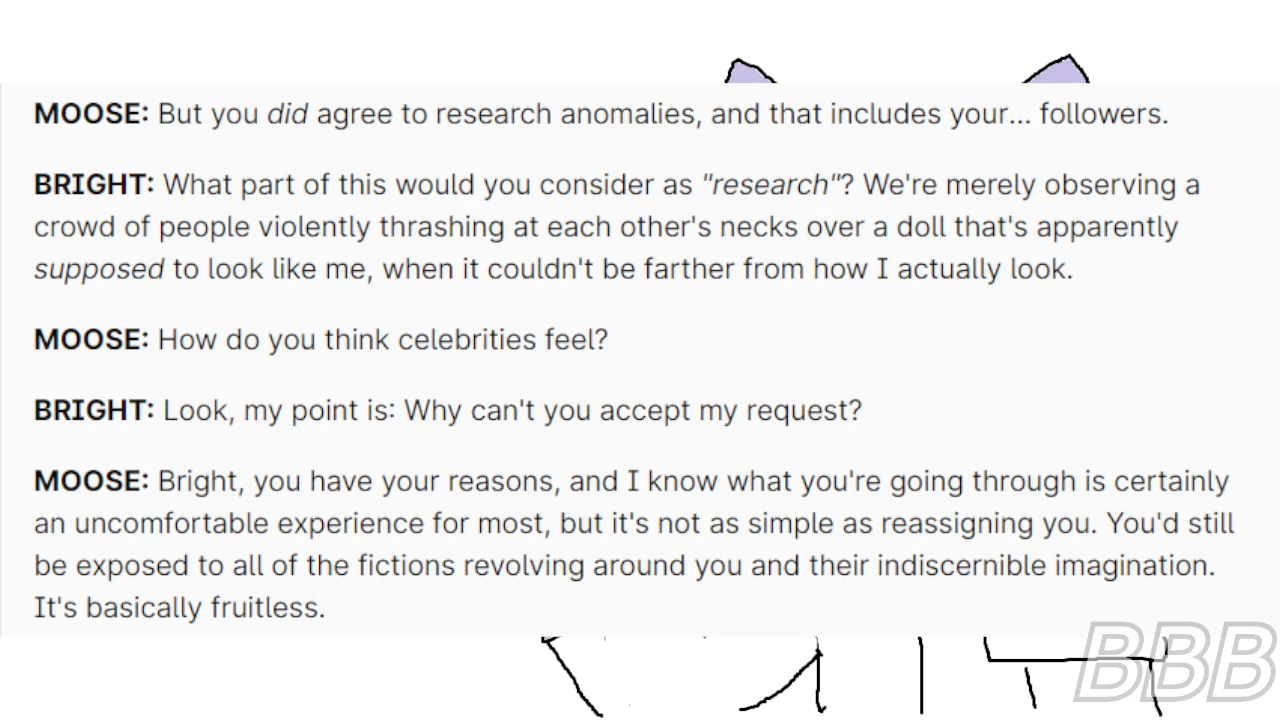 MOOSE: But you did agree to research anomalies, and that includes your... followers.
BRIGHT: What part of this would you consider as "research"? We're merely observing a
crowd of people violently thrashing at each other's necks over a doll that's apparently
supposed to look like me, when it couldn't be farther from how I actually look.
MOOSE: How do you think celebrities feel?
BRIGHT: Look, my point is: Why can't you accept my request?
MOOSE: Bright, you have your reasons, and I know what you're going through is certainly
an uncomfortable experience for most, but it's not as simple as reassigning you. You'd still
be exposed to all of the fictions revolving around you and their indiscernible imagination.
It's basically fruitless.
BBB